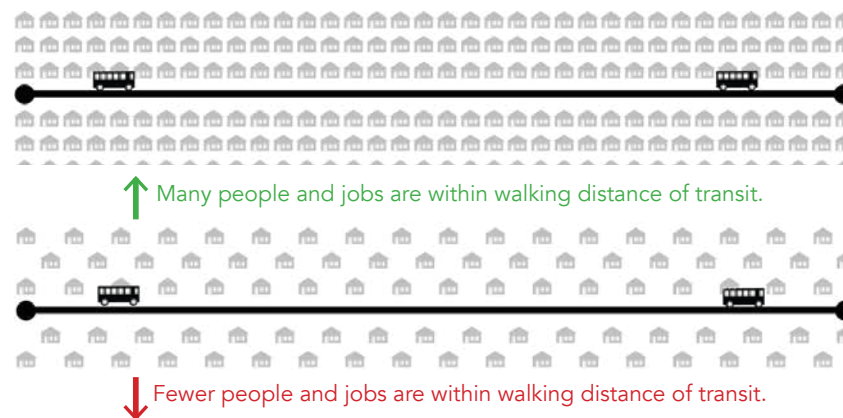 Many people and jobs are within walking distance of transit.
Fewer people and jobs are within walking distance of transit.